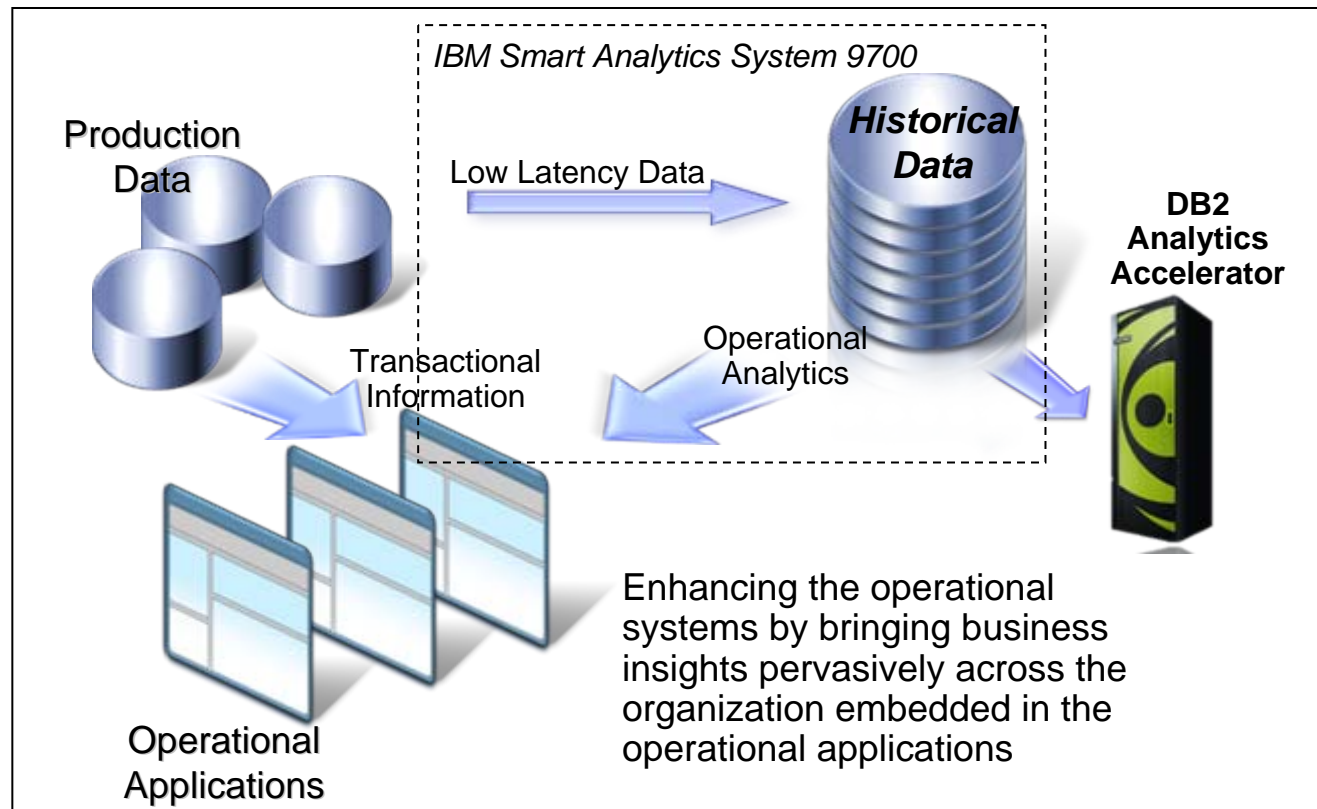 IBM Smart Analytics System 9700
Production
Data
Low Latency Data
Historical
Data
DB2
Analytics
Accelerator
Transactional
Information
Operational
Analytics
Enhancing the operational
systems by bringing business
insights pervasively across the
organization embedded in the
operational applications
Operational
Applications